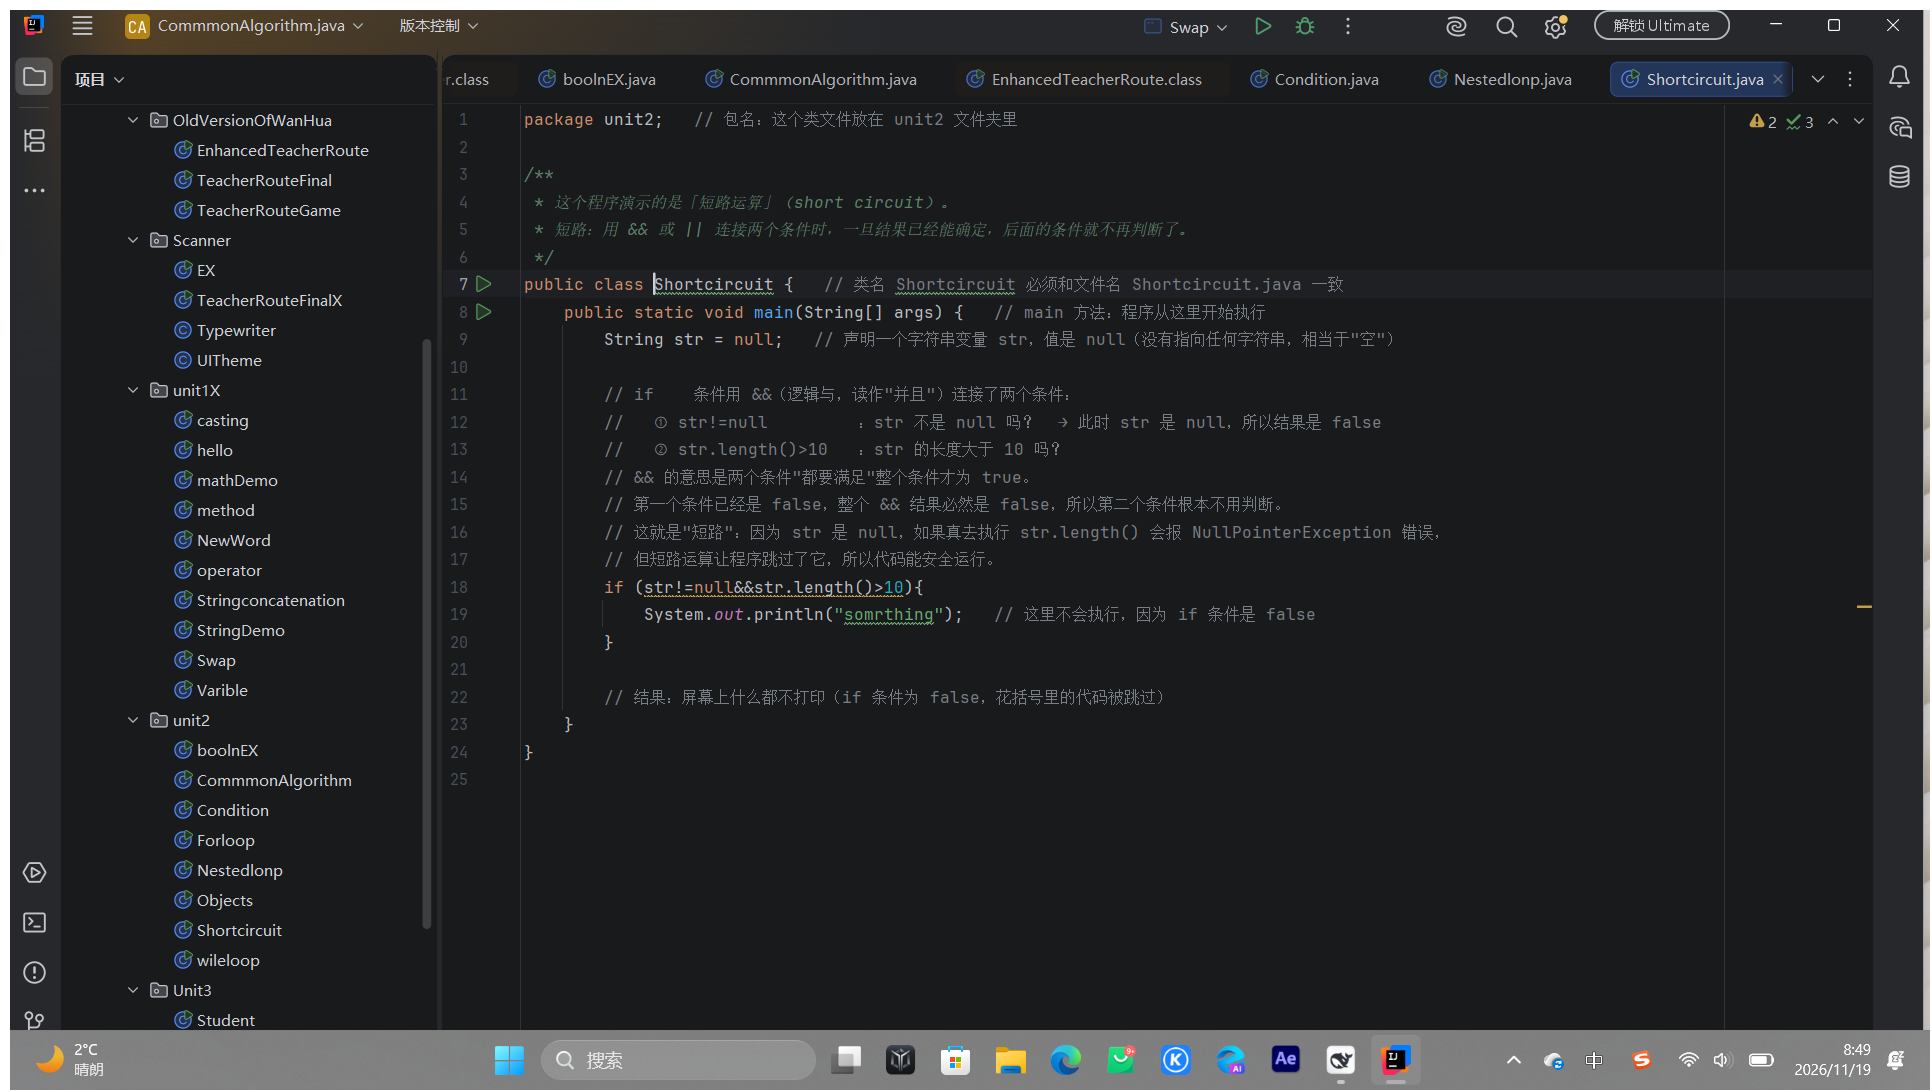 CA CommmonAlgorithm.java 版本控制 Swap 解锁 Ultimate
项目
r.class boolnEX.java CommmonAlgorithm.java EnhancedTeacherRoute.class Condition.java Nestedlonp.java Shortcircuit.java
OldVersionOfWanHua
EnhancedTeacherRoute
TeacherRouteFinal
TeacherRouteGame
Scanner
EX
TeacherRouteFinalX
Typewriter
UITheme
unit1X
casting
hello
mathDemo
method
NewWord
operator
Stringconcatenation
StringDemo
Swap
Varible
unit2
boolnEX
CommmonAlgorithm
Condition
Forloop
Nestedlonp
Objects
Shortcircuit
wileloop
Unit3
Student
2 3
1 package unit2; // 包名：这个类文件放在 unit2 文件夹里
2
3 /**
4 * 这个程序演示的是「短路运算」（short circuit）。
5 * 短路：用 && 或 || 连接两个条件时，一旦结果已经能确定，后面的条件就不再判断了。
6 */
7 public class Shortcircuit { // 类名 Shortcircuit 必须和文件名 Shortcircuit.java 一致
8 public static void main(String[] args) { // main 方法：程序从这里开始执行
9 String str = null; // 声明一个字符串变量 str，值是 null（没有指向任何字符串，相当于"空"）
10
11 // if 条件用 &&（逻辑与，读作"并且"）连接了两个条件：
12 // ① str!=null ：str 不是 null 吗？ → 此时 str 是 null，所以结果是 false
13 // ② str.length()>10 ：str 的长度大于 10 吗？
14 // && 的意思是两个条件"都要满足"整个条件才为 true。
15 // 第一个条件已经是 false，整个 && 结果必然是 false，所以第二个条件根本不用判断。
16 // 这就是"短路"：因为 str 是 null，如果真去执行 str.length() 会报 NullPointerException 错误，
17 // 但短路运算让程序跳过了它，所以代码能安全运行。
18 if (str!=null&&str.length()>10){
19 System.out.println("somrthing"); // 这里不会执行，因为 if 条件是 false
20 }
21
22 // 结果：屏幕上什么都不打印（if 条件为 false，花括号里的代码被跳过）
23 }
24 }
25
2°C
晴朗
搜索
9+
AI
Ae
中
8:49
2026/11/19